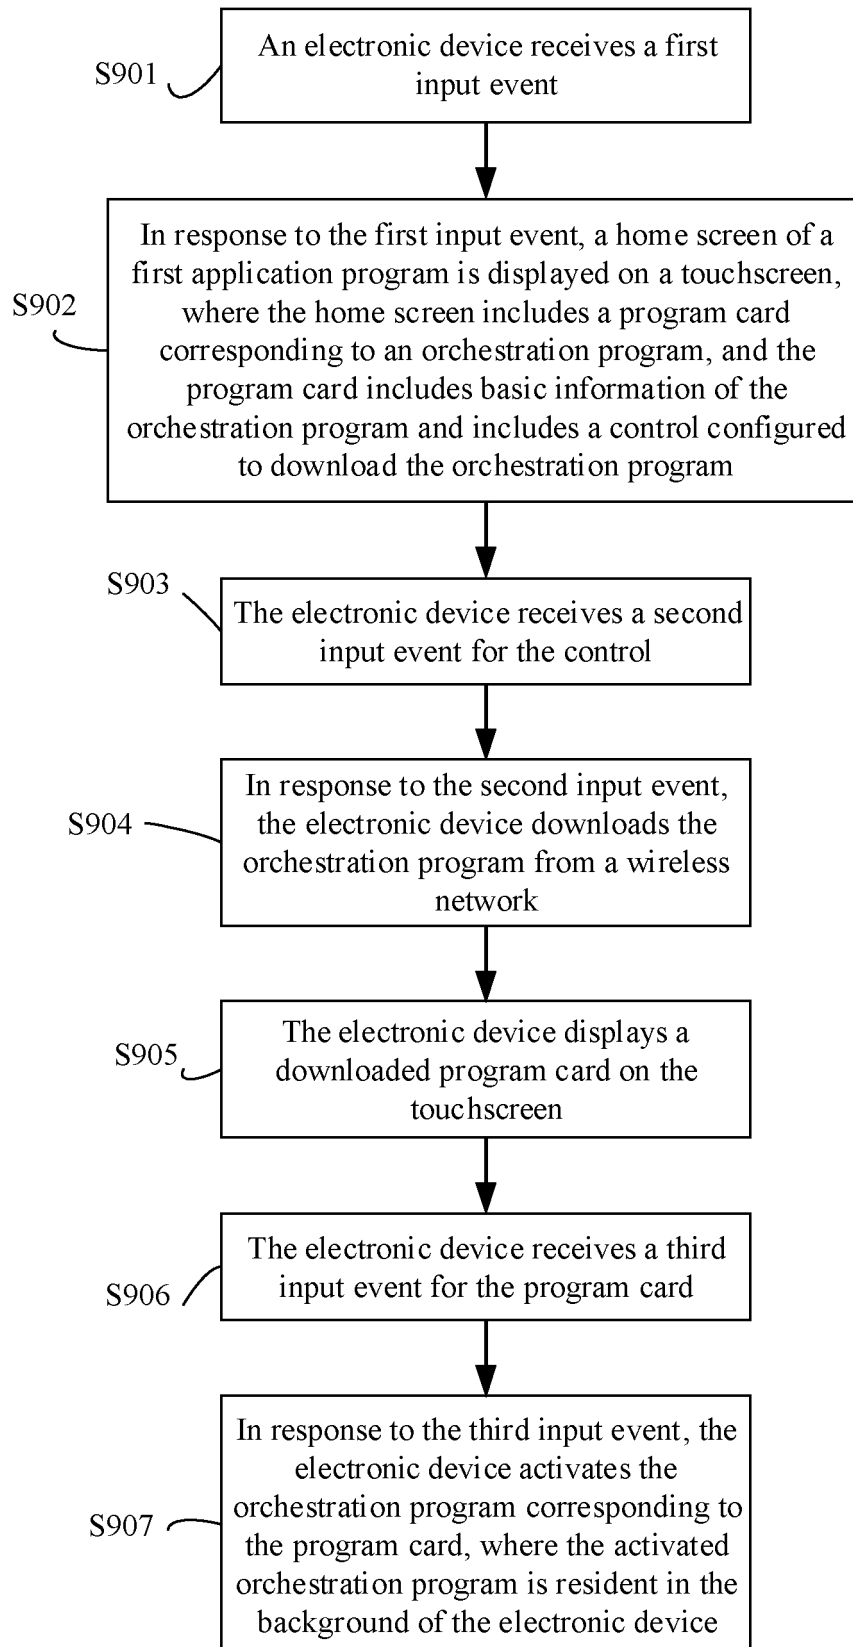 S901
An electronic device receives a first
input event
S902
In response to the first input event, a home screen of a
first application program is displayed on a touchscreen,
where the home screen includes a program card
corresponding to an orchestration program, and the
program card includes basic information of the
orchestration program and includes a control configured
to download the orchestration program
S903
The electronic device receives a second
input event for the control
S904
In response to the second input event,
the electronic device downloads the
orchestration program from a wireless
network
S905
The electronic device displays a
downloaded program card on the
touchscreen
S906
The electronic device receives a third
input event for the program card
S907
In response to the third input event, the
electronic device activates the
orchestration program corresponding to
the program card, where the activated
orchestration program is resident in the
background of the electronic device